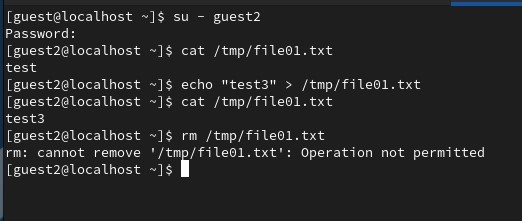 [guest@localhost ~]$ su - guest2
Password:
[guest2@localhost ~]$ cat /tmp/file01.txt
test
[guest2@localhost ~]$ echo "test3" > /tmp/file01.txt
[guest2@localhost ~]$ cat /tmp/file01.txt
test3
[guest2@localhost ~]$ rm /tmp/file01.txt
rm: cannot remove '/tmp/file01.txt': Operation not permitted
[guest2@localhost ~]$